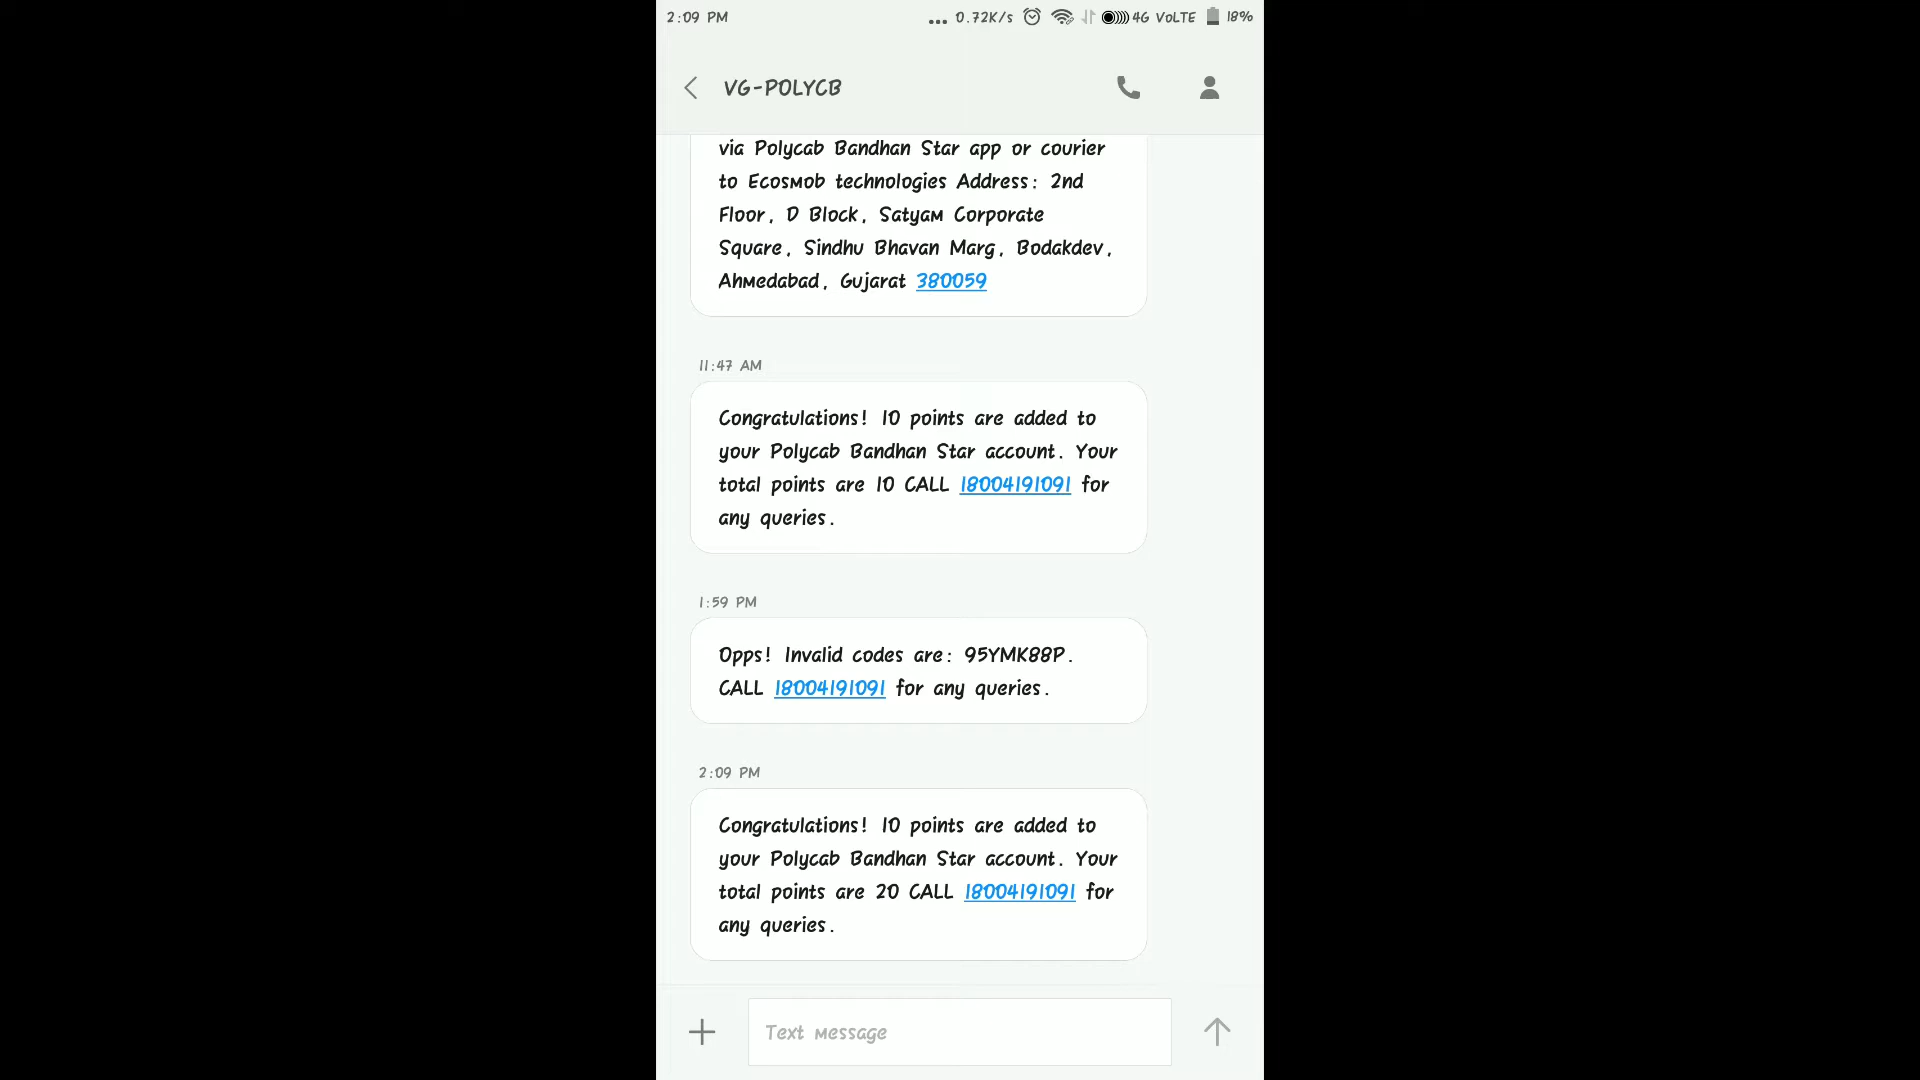 2:09 PM ... 0.72K/s 4G VoLTE 18%
VG-POLYCB
via Polycab Bandhan Star app or courier
to Ecosmob technologies Address: 2nd
Floor, D Block, Satyam Corporate
Square, Sindhu Bhavan Marg, Bodakdev,
Ahmedabad, Gujarat 380059
11:47 AM
Congratulations! 10 points are added to
your Polycab Bandhan Star account. Your
total points are 10 CALL 18004191091 for
any queries.
1:59 PM
Opps! Invalid codes are: 95YMK88P.
CALL 18004191091 for any queries.
2:09 PM
Congratulations! 10 points are added to
your Polycab Bandhan Star account. Your
total points are 20 CALL 18004191091 for
any queries.
Text message